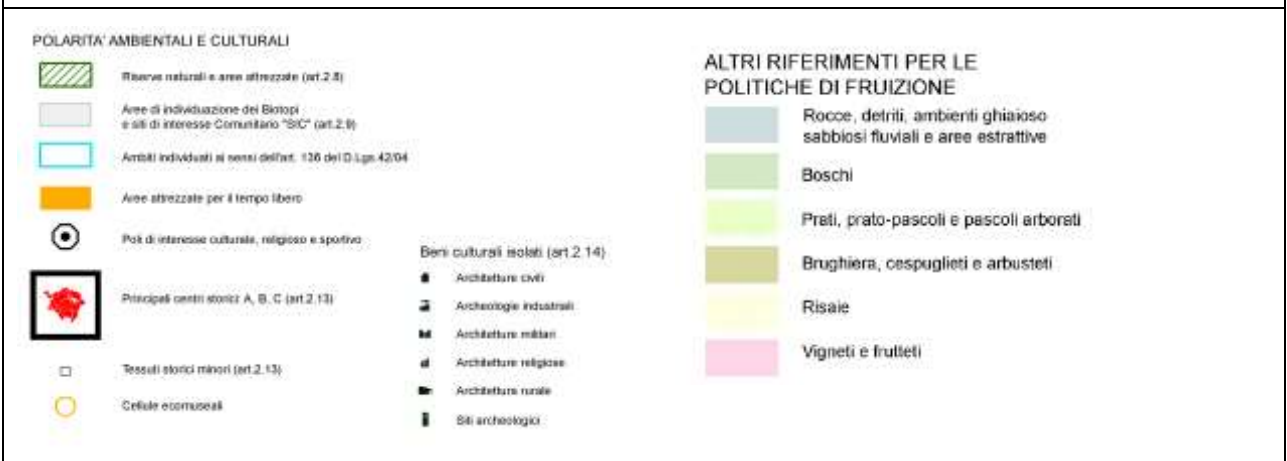 POLARITA' AMBIENTALI E CULTURALI
Riserve naturali e aree attrezzate (art.2.8)
Aree di individuazione dei Biotopi
e siti di interesse Comunitario "SIC" (art.2.9)
Ambiti individuati ai sensi dell'art. 136 del D.Lgs.42/04
Aree attrezzate per il tempo libero
Poli di interesse culturale, religioso e sportivo
Principali centri storici A, B, C (art.2.13)
Tessuti storici minori (art.2.13)
Cellule ecomuseali
Beni culturali isolati (art.2.14)
Architetture civili
Archeologie industriali
Architetture militari
Architetture religiose
Architetture rurale
Siti archeologici
ALTRI RIFERIMENTI PER LE
POLITICHE DI FRUIZIONE
Rocce, detriti, ambienti ghiaioso
sabbiosi fluviali e aree estrattive
Boschi
Prati, prato-pascoli e pascoli arborati
Brughiera, cespuglieti e arbusteti
Risaie
Vigneti e frutteti